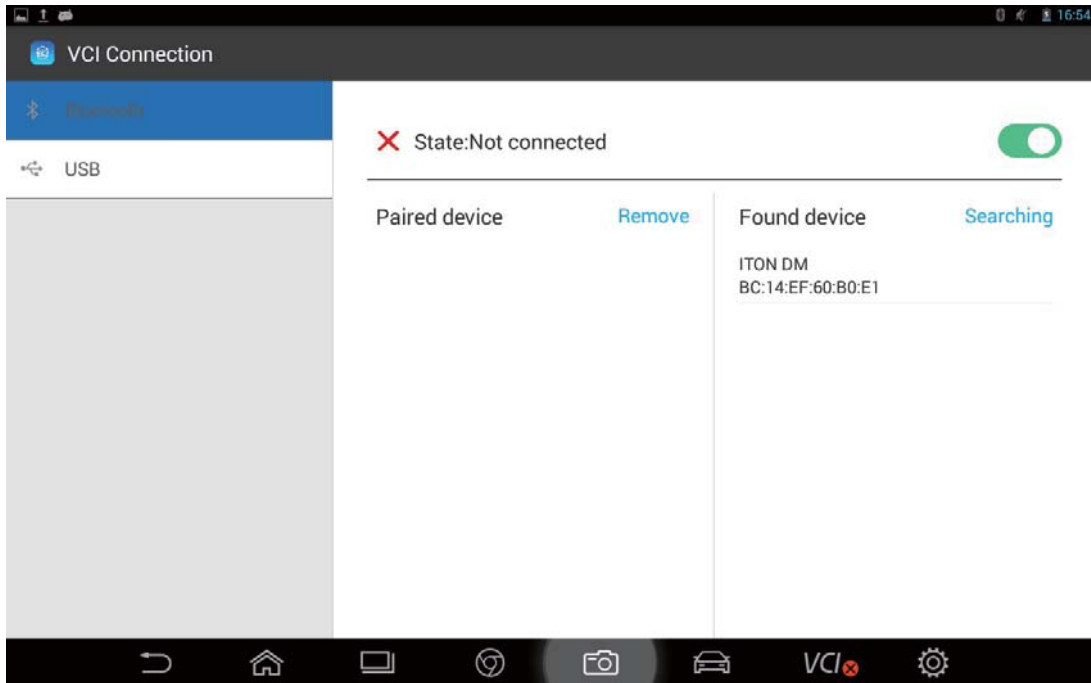 16:54
VCI Connection
Bluetooth
USB
State:Not connected
Paired device
Remove
Found device
Searching
ITON DM
BC:14:EF:60:B0:E1
VCI